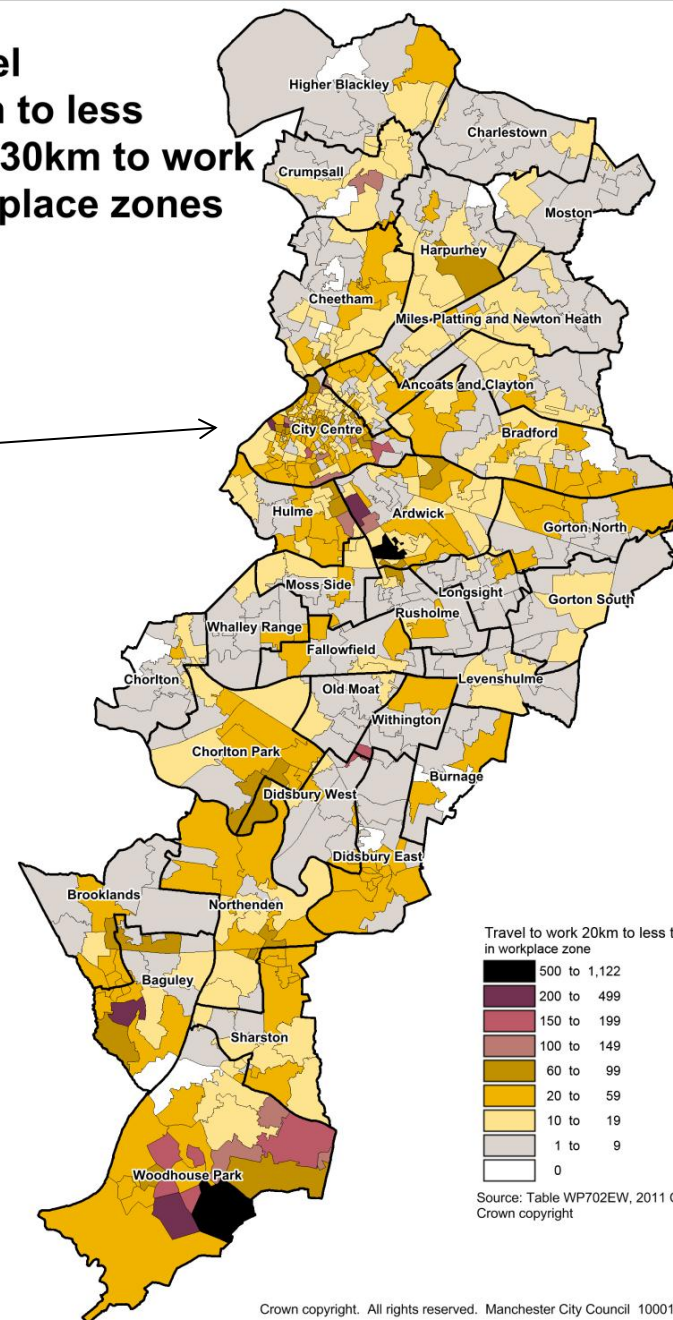 el
n to less
30km to work
place zones
Higher Blackley
Charlestown
Crumpsall
Moston
Harpurhey
Cheetham
Miles Platting and Newton Heath
Ancoats and Clayton
City Centre
Bradford
Hulme
Ardwick
Gorton North
Moss Side
Longsight
Gorton South
Rusholme
Whalley Range
Fallowfield
Chorlton
Old Moat
Levenshulme
Withington
Chorlton Park
Burnage
Didsbury West
Didsbury East
Brooklands
Northenden
Baguley
Sharston
Woodhouse Park
Travel to work 20km to less t
in workplace zone
500 to 1,122
200 to 499
150 to 199
100 to 149
60 to 99
20 to 59
10 to 19
1 to 9
0
Source: Table WP702EW, 2011 C
Crown copyright
Crown copyright. All rights reserved. Manchester City Council 10001